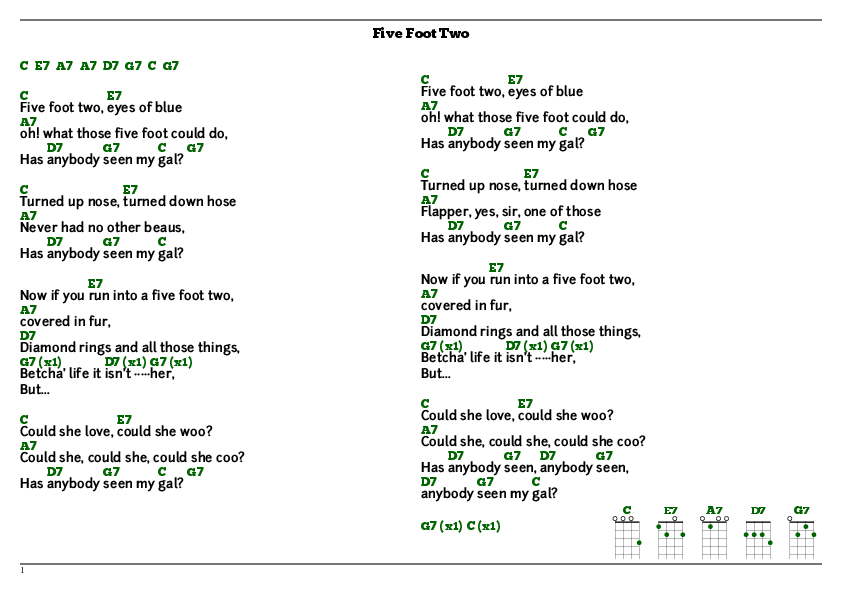 Five Foot Two
C E7 A7 A7 D7 G7 C G7
C E7
Five foot two, eyes of blue
A7
oh! what those five foot could do,
D7 G7 C G7
Has anybody seen my gal?
C E7
Turned up nose, turned down hose
A7
Never had no other beaus,
D7 G7 C
Has anybody seen my gal?
E7
Now if you run into a five foot two,
A7
covered in fur,
D7
Diamond rings and all those things,
G7 (x1) D7 (x1) G7 (x1)
Betcha' life it isn't ·····her,
But...
C E7
Could she love, could she woo?
A7
Could she, could she, could she coo?
D7 G7 C G7
Has anybody seen my gal?
C E7
Five foot two, eyes of blue
A7
oh! what those five foot could do,
D7 G7 C G7
Has anybody seen my gal?
C E7
Turned up nose, turned down hose
A7
Flapper, yes, sir, one of those
D7 G7 C
Has anybody seen my gal?
E7
Now if you run into a five foot two,
A7
covered in fur,
D7
Diamond rings and all those things,
G7 (x1) D7 (x1) G7 (x1)
Betcha' life it isn't ·····her,
But...
C E7
Could she love, could she woo?
A7
Could she, could she, could she coo?
D7 G7 D7 G7
Has anybody seen, anybody seen,
D7 G7 C
anybody seen my gal?
G7 (x1) C (x1)
C E7 A7 D7 G7
1